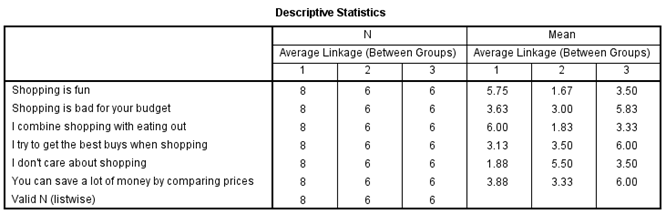 Descriptive Statistics
N Mean
Average Linkage (Between Groups) Average Linkage (Between Groups)
1 2 3 1 2 3
Shopping is fun 8 6 6 5.75 1.67 3.50
Shopping is bad for your budget 8 6 6 3.63 3.00 5.83
I combine shopping with eating out 8 6 6 6.00 1.83 3.33
I try to get the best buys when shopping 8 6 6 3.13 3.50 6.00
I don't care about shopping 8 6 6 1.88 5.50 3.50
You can save a lot of money by comparing prices 8 6 6 3.88 3.33 6.00
Valid N (listwise) 8 6 6